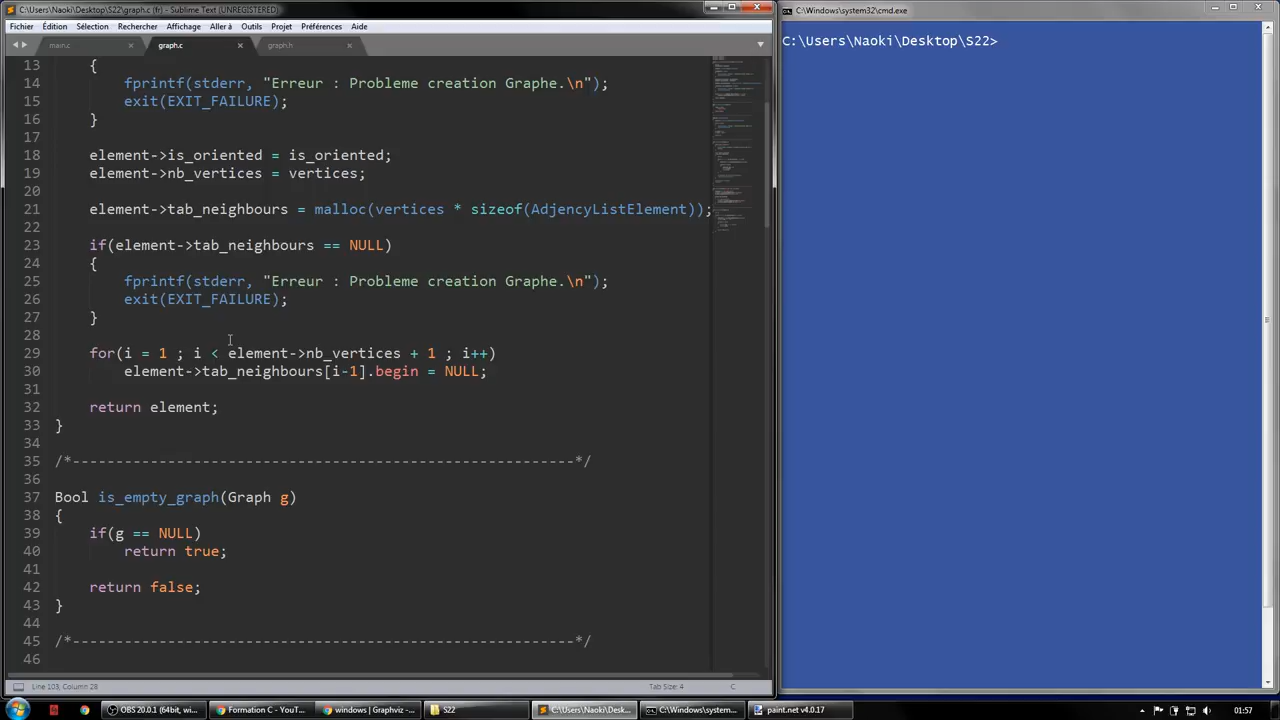 C:\Users\Naoki\Desktop\S22\graph.c (fr) - Sublime Text (UNREGISTERED)
Fichier Édition Sélection Rechercher Affichage Aller à Outils Projet Préférences Aide
main.c graph.c graph.h
13 {
14 fprintf(stderr, "Erreur : Probleme creation Graphe.\n");
15 exit(EXIT_FAILURE);
16 }
17
18 element->is_oriented = is_oriented;
19 element->nb_vertices = vertices;
20
21 element->tab_neighbours = malloc(vertices * sizeof(AdjencyListElement));
22
23 if(element->tab_neighbours == NULL)
24 {
25 fprintf(stderr, "Erreur : Probleme creation Graphe.\n");
26 exit(EXIT_FAILURE);
27 }
28
29 for(i = 1 ; i < element->nb_vertices + 1 ; i++)
30 element->tab_neighbours[i-1].begin = NULL;
31
32 return element;
33 }
34
35 /*----------------------------------------------------------*/
36
37 Bool is_empty_graph(Graph g)
38 {
39 if(g == NULL)
40 return true;
41
42 return false;
43 }
44
45 /*----------------------------------------------------------*/
46
Line 103, Column 28 Tab Size: 4 C
C:\Windows\system32\cmd.exe
C:\Users\Naoki\Desktop\S22>
OBS 20.0.1 (64bit, wi... Formation C - YouT... windows | Graphviz -... S22 C:\Users\Naoki\Des... C:\Windows\system... paint.net v4.0.17 01:57